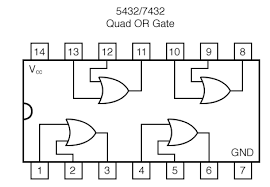 5432/7432
Quad OR Gate
14 13 12 11 10 9 8
Vcc
GND
1 2 3 4 5 6 7